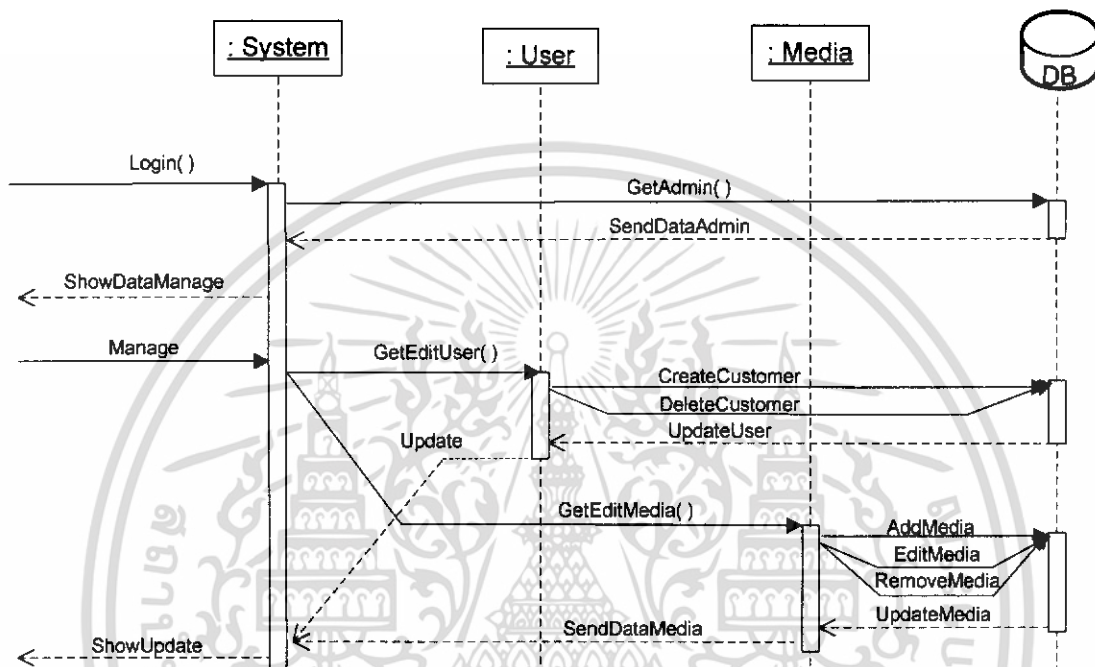 : System
: User
: Media
DB
Login( )
GetAdmin( )
SendDataAdmin
ShowDataManage
Manage
GetEditUser( )
CreateCustomer
DeleteCustomer
UpdateUser
Update
GetEditMedia( )
AddMedia
EditMedia
RemoveMedia
UpdateMedia
SendDataMedia
ShowUpdate